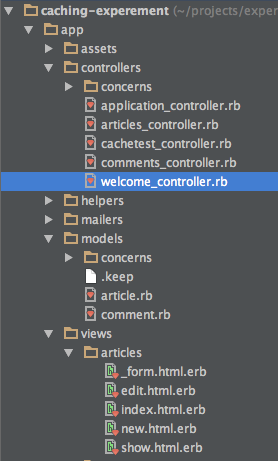 caching-experement (~/projects/exper
app
assets
controllers
concerns
application_controller.rb
articles_controller.rb
cachetest_controller.rb
comments_controller.rb
welcome_controller.rb
helpers
mailers
models
concerns
.keep
article.rb
comment.rb
views
articles
_form.html.erb
edit.html.erb
index.html.erb
new.html.erb
show.html.erb